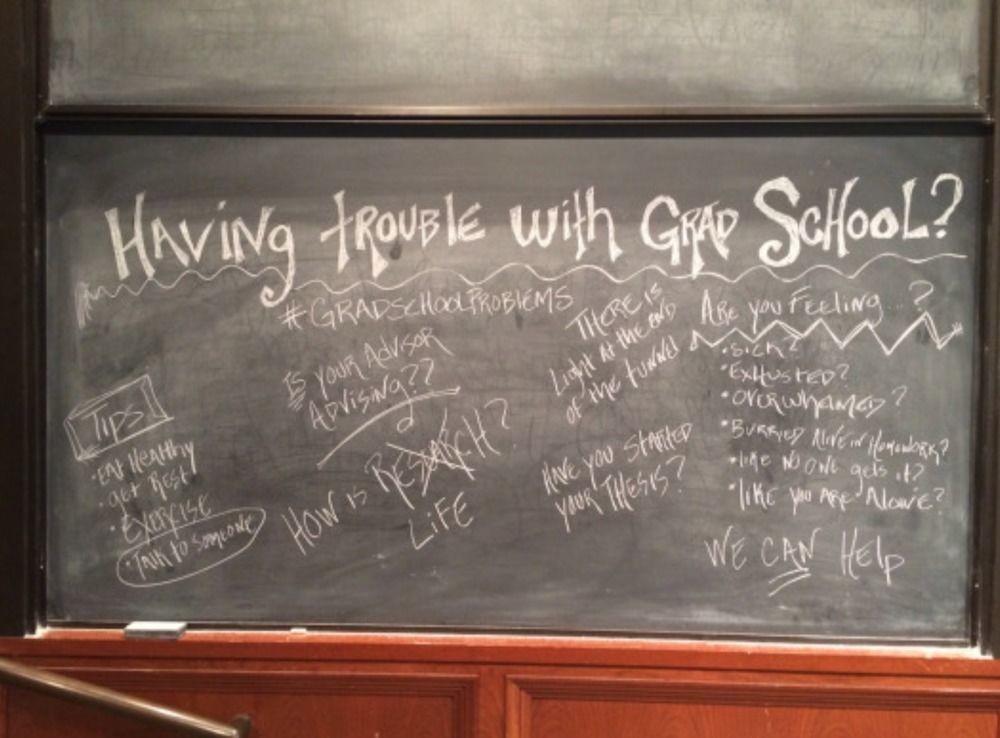 HAVING TROUBLE WITH GRAD SCHOOL?
#GRADSCHOOLPROBLEMS
IS YOUR ADVISOR
ADVISING??
HOW IS RESEARCH?
LIFE
TIPS
• EAT HEALTHY
• GET REST
• EXERCISE
• TALK TO SOMEONE
THERE IS
LIGHT AT THE END
OF THE TUNNEL
HAVE YOU STARTED
YOUR THESIS?
ARE YOU FEELING...?
• SICK?
• EXHUSTED?
• OVERWHELMED?
• BURRIED ALIVE IN HOMEWORK?
• LIKE NO ONE GETS IT?
• LIKE YOU ARE ALONE?
WE CAN HELP